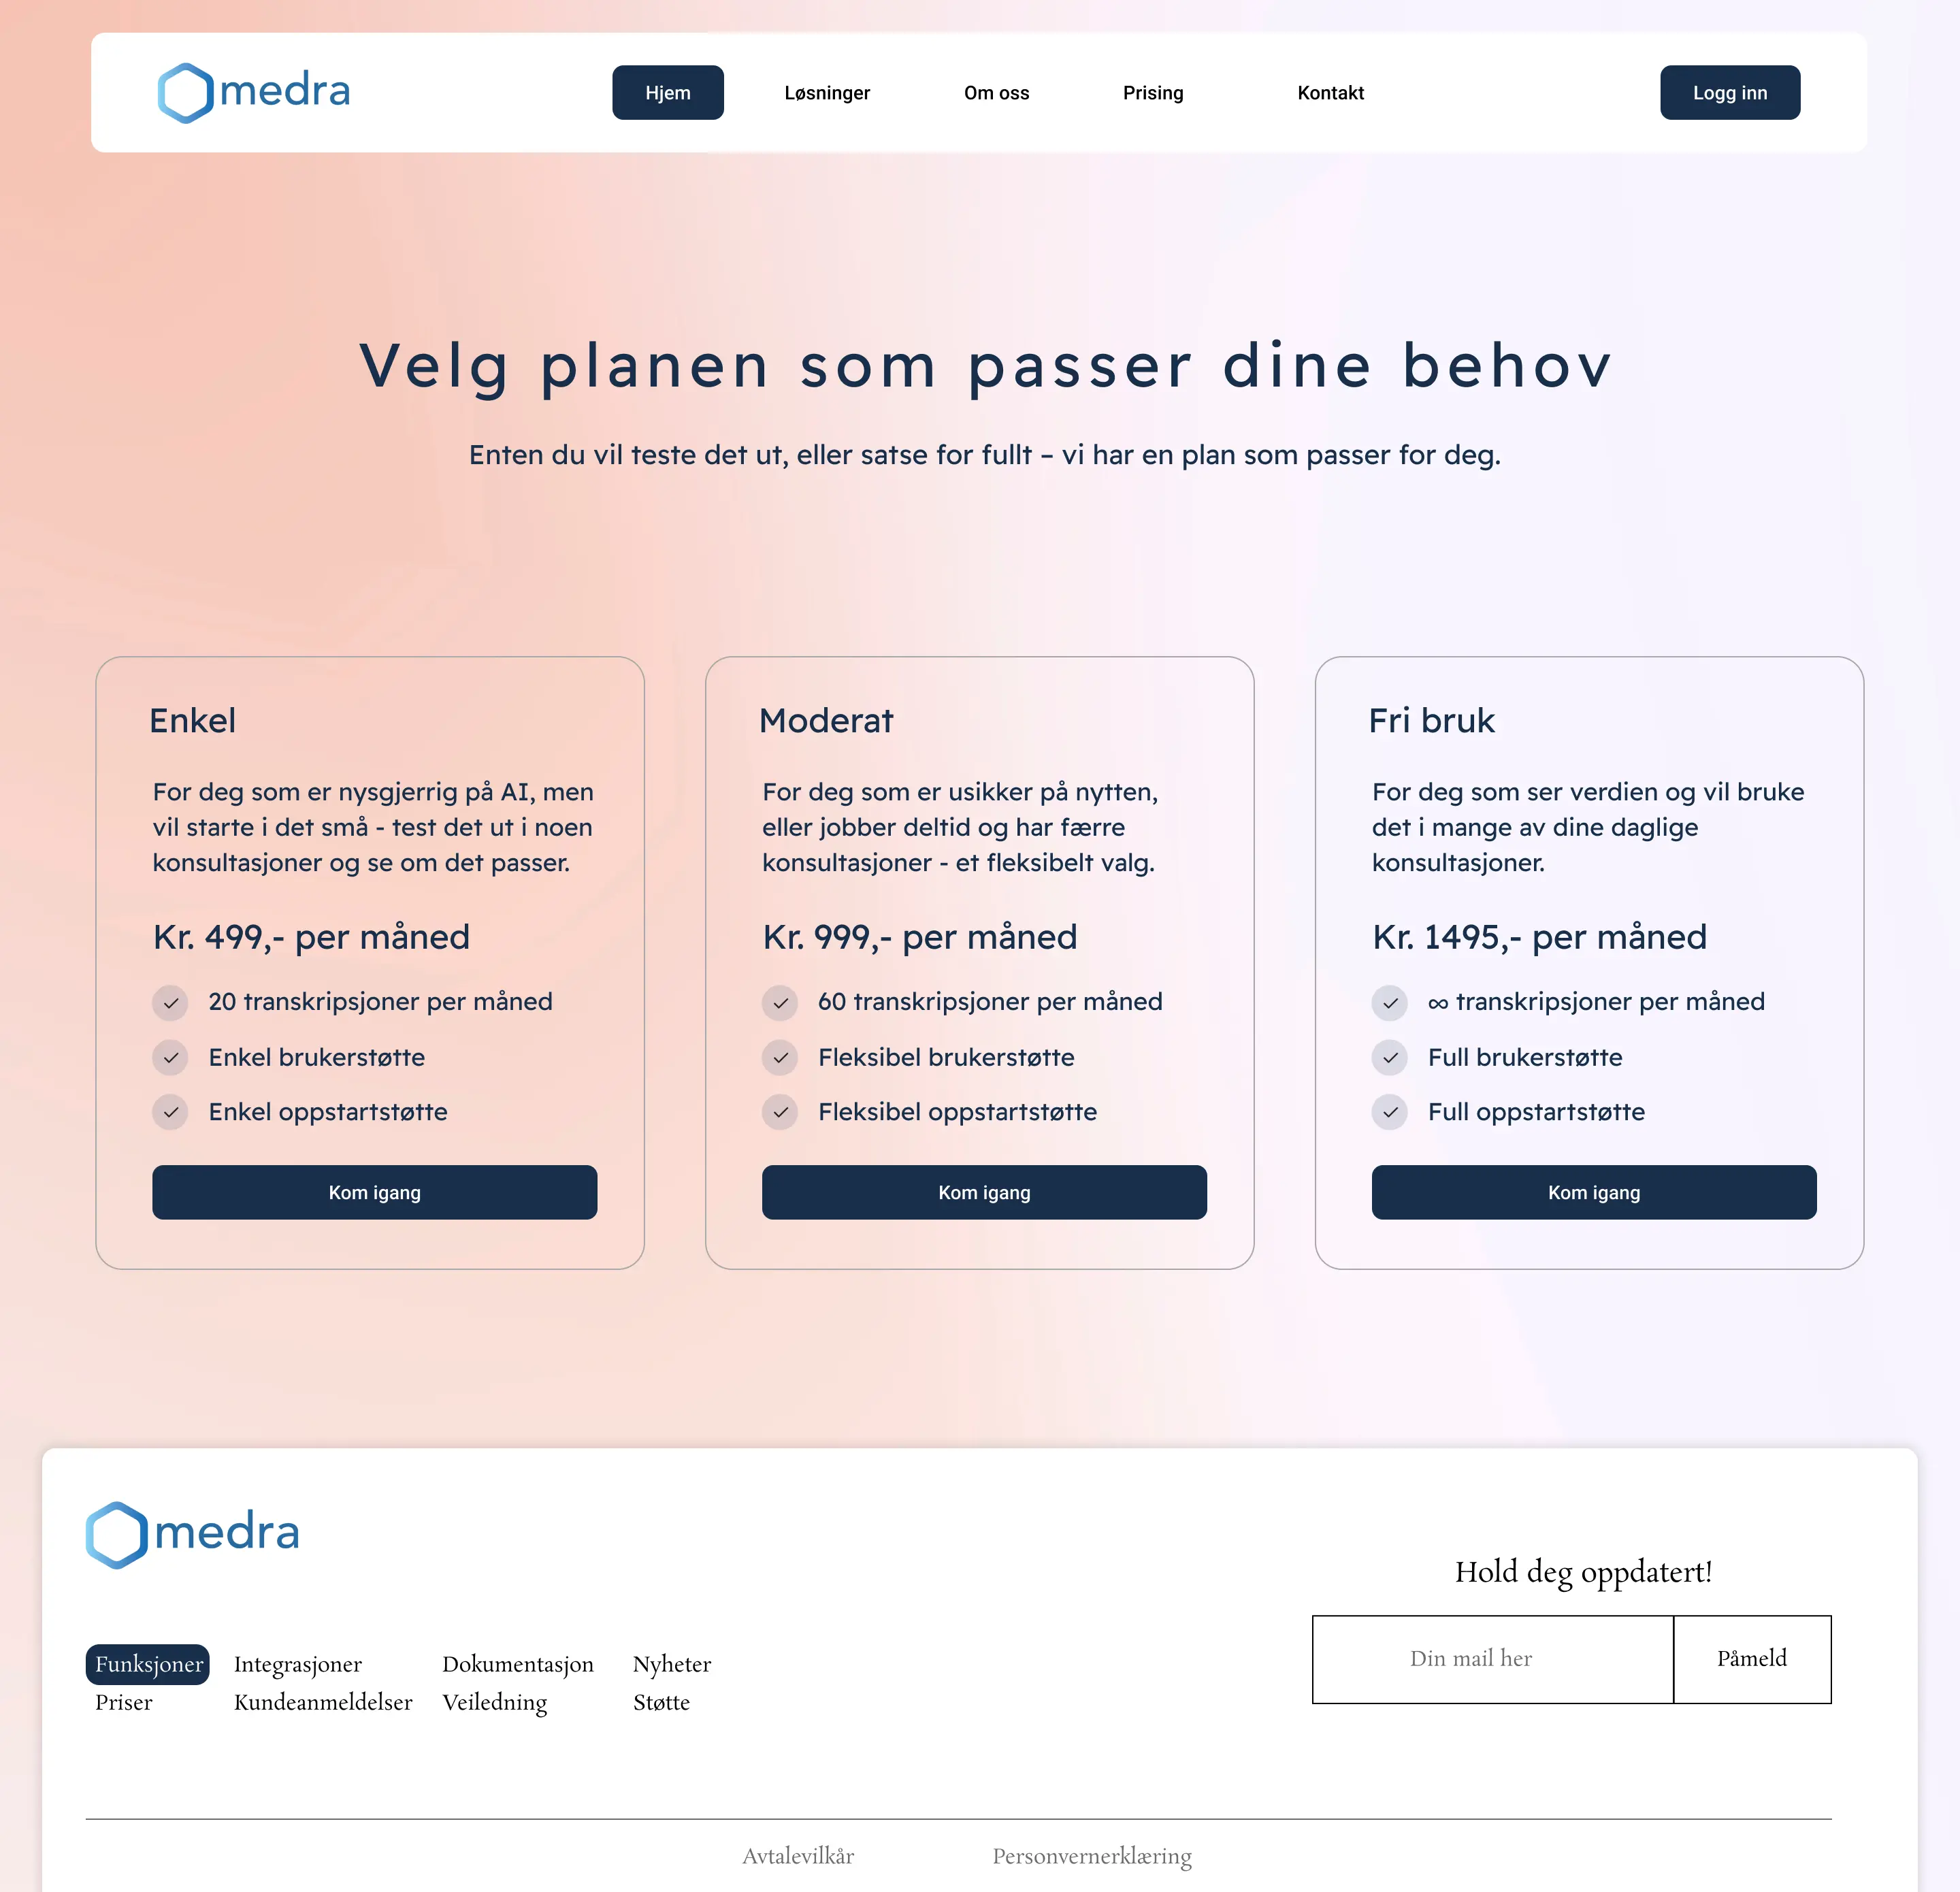 medra
Hjem
Løsninger
Om oss
Prising
Kontakt
Logg inn
Velg planen som passer dine behov
Enten du vil teste det ut, eller satse for fullt – vi har en plan som passer for deg.
Enkel
For deg som er nysgjerrig på AI, men
vil starte i det små - test det ut i noen
konsultasjoner og se om det passer.
Kr. 499,- per måned
20 transkripsjoner per måned
Enkel brukerstøtte
Enkel oppstartstøtte
Kom igang
Moderat
For deg som er usikker på nytten,
eller jobber deltid og har færre
konsultasjoner - et fleksibelt valg.
Kr. 999,- per måned
60 transkripsjoner per måned
Fleksibel brukerstøtte
Fleksibel oppstartstøtte
Kom igang
Fri bruk
For deg som ser verdien og vil bruke
det i mange av dine daglige
konsultasjoner.
Kr. 1495,- per måned
∞ transkripsjoner per måned
Full brukerstøtte
Full oppstartstøtte
Kom igang
medra
Funksjoner
Integrasjoner
Dokumentasjon
Nyheter
Priser
Kundeanmeldelser
Veiledning
Støtte
Hold deg oppdatert!
Din mail her
Påmeld
Avtalevilkår
Personvernerklæring